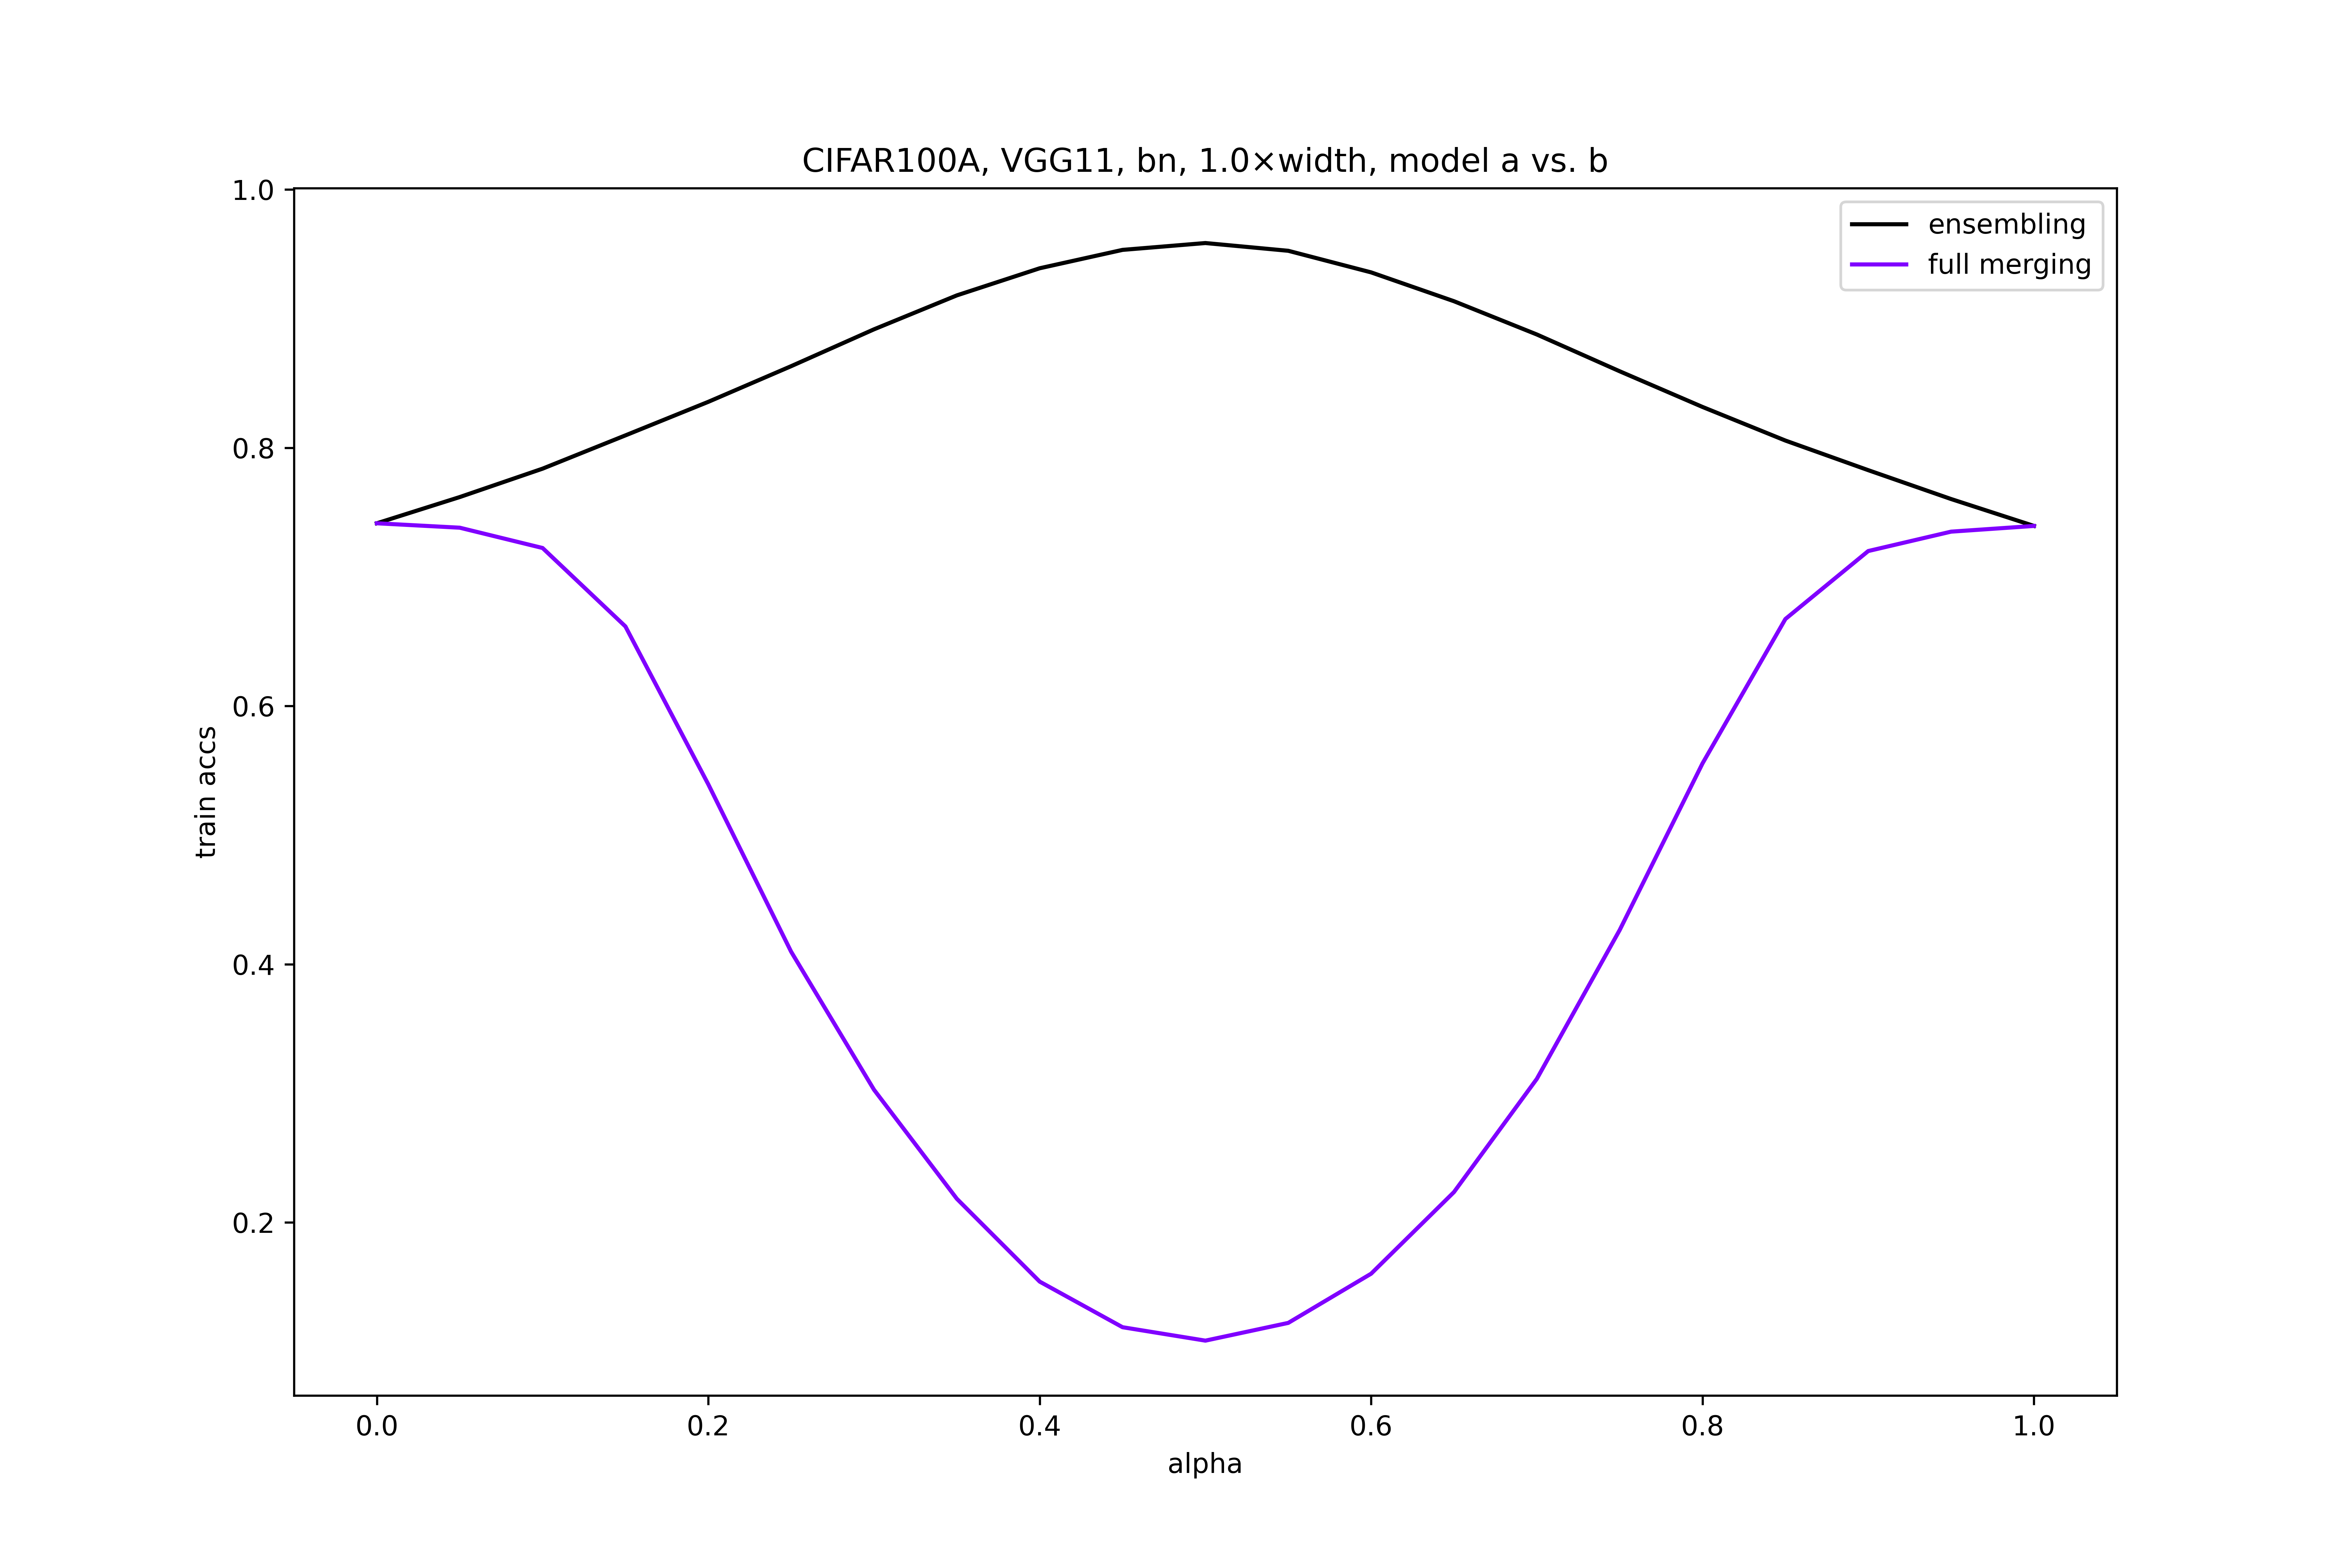 CIFAR100A, VGG11, bn, 1.0×width, model a vs. b
ensembling
full merging
train accs
1.0
0.8
0.6
0.4
0.2
0.0 0.2 0.4 0.6 0.8 1.0
alpha